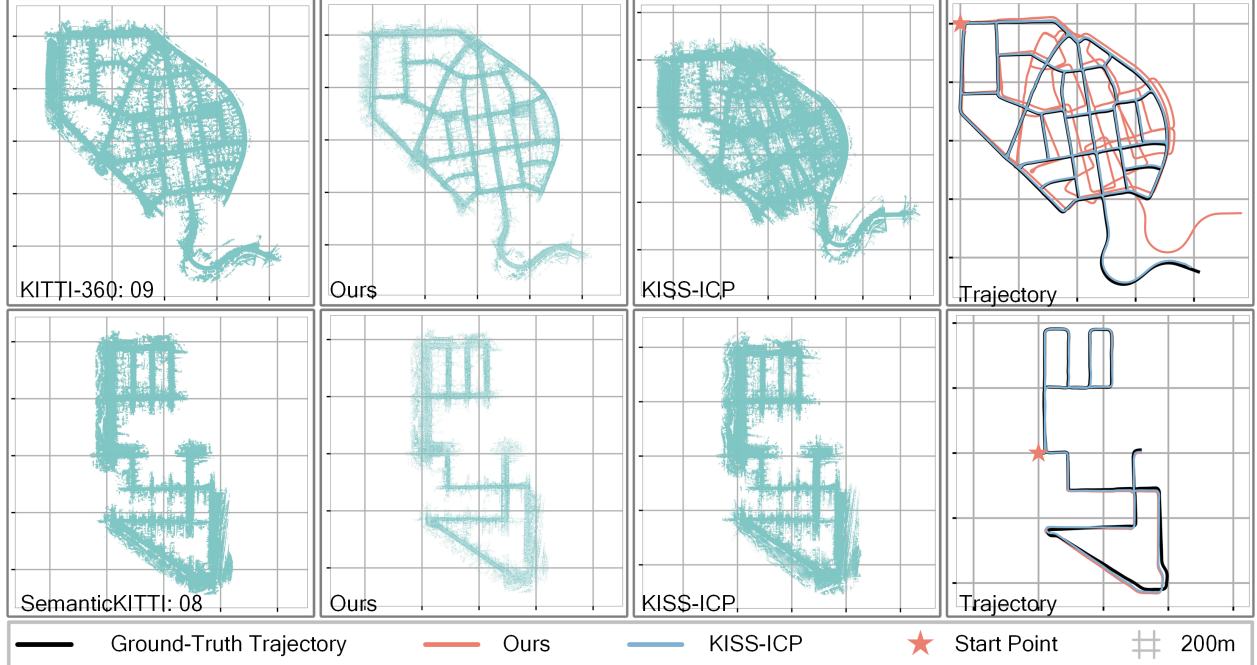 KITTI-360: 09
Ours
KISS-ICP
Trajectory
SemanticKITTI: 08
Ours
KISS-ICP
Trajectory
Ground-Truth Trajectory
Ours
KISS-ICP
Start Point
200m